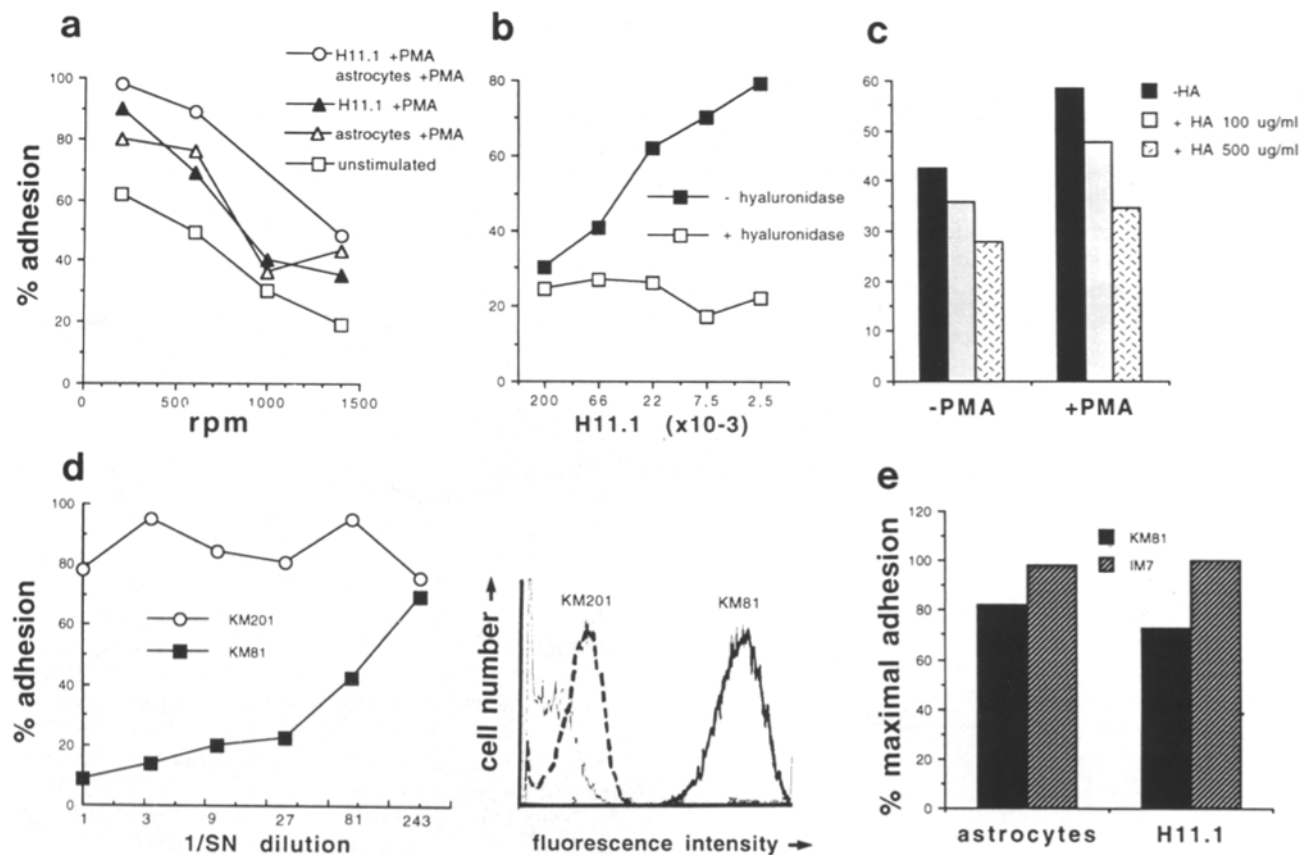 a
% adhesion
100
80
60
40
20
0
0
500
1000
1500
rpm
H11.1 +PMA
astrocytes +PMA
H11.1 +PMA
astrocytes +PMA
unstimulated
b
80
60
40
20
0
200
66
22
7,5
2,5
H11.1 (x10-3)
- hyaluronidase
+ hyaluronidase
c
60
50
40
30
20
10
0
-PMA
+PMA
-HA
+ HA 100 ug/ml
+ HA 500 ug/ml
d
% adhesion
100
80
60
40
20
0
1
3
9
27
81
243
1/SN dilution
KM201
KM81
cell number
KM201
KM81
fluorescence intensity
e
% maximal adhesion
120
100
80
60
40
20
0
astrocytes
H11.1
KM81
IM7